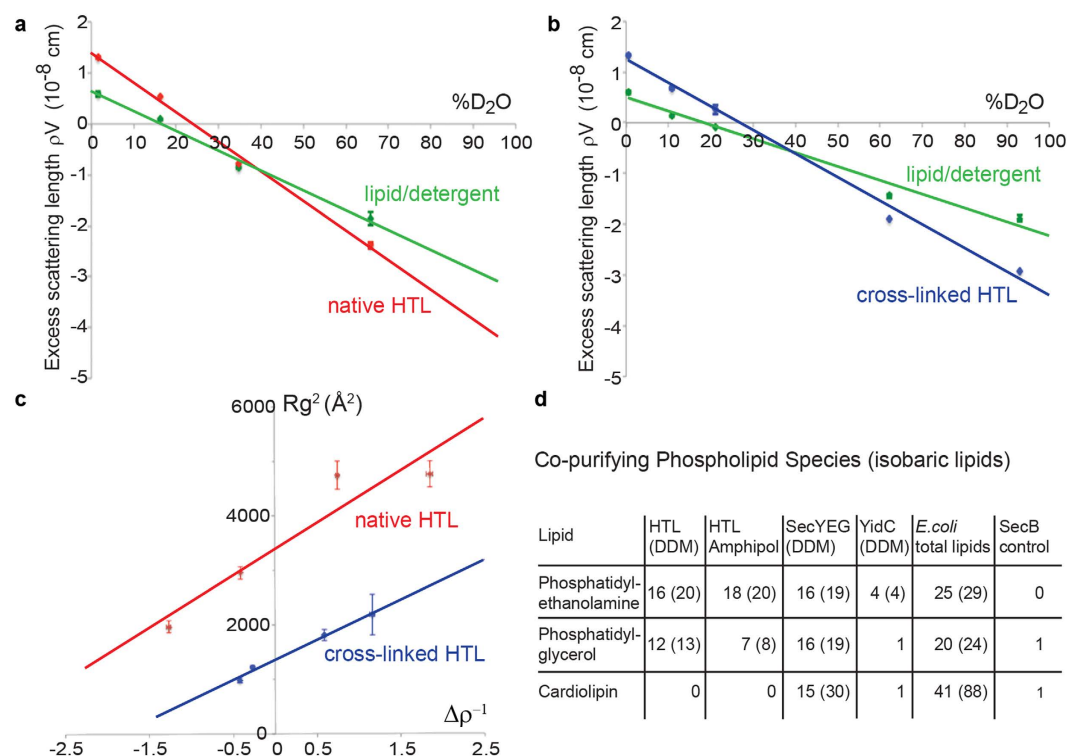 a
Excess scattering length ρV (10⁻⁸ cm)
2
1
0
-1
-2
-3
-4
-5
0 10 20 30 40 50 60 70 80 90 100
%D₂O
lipid/detergent
native HTL
b
Excess scattering length ρV (10⁻⁸ cm)
2
1
0
-1
-2
-3
-4
-5
0 10 20 30 40 50 60 70 80 90 100
%D₂O
lipid/detergent
cross-linked HTL
c
6000 Rg² (Å²)
4000
native HTL
2000
cross-linked HTL
Δρ⁻¹
0
-2.5 -1.5 -0.5 0 0.5 1.5 2.5
d
Co-purifying Phospholipid Species (isobaric lipids)
Lipid HTL (DDM) HTL Amphipol SecYEG (DDM) YidC (DDM) E.coli total lipids SecB control
Phosphatidyl-ethanolamine 16 (20) 18 (20) 16 (19) 4 (4) 25 (29) 0
Phosphatidyl-glycerol 12 (13) 7 (8) 16 (19) 1 20 (24) 1
Cardiolipin 0 0 15 (30) 1 41 (88) 1